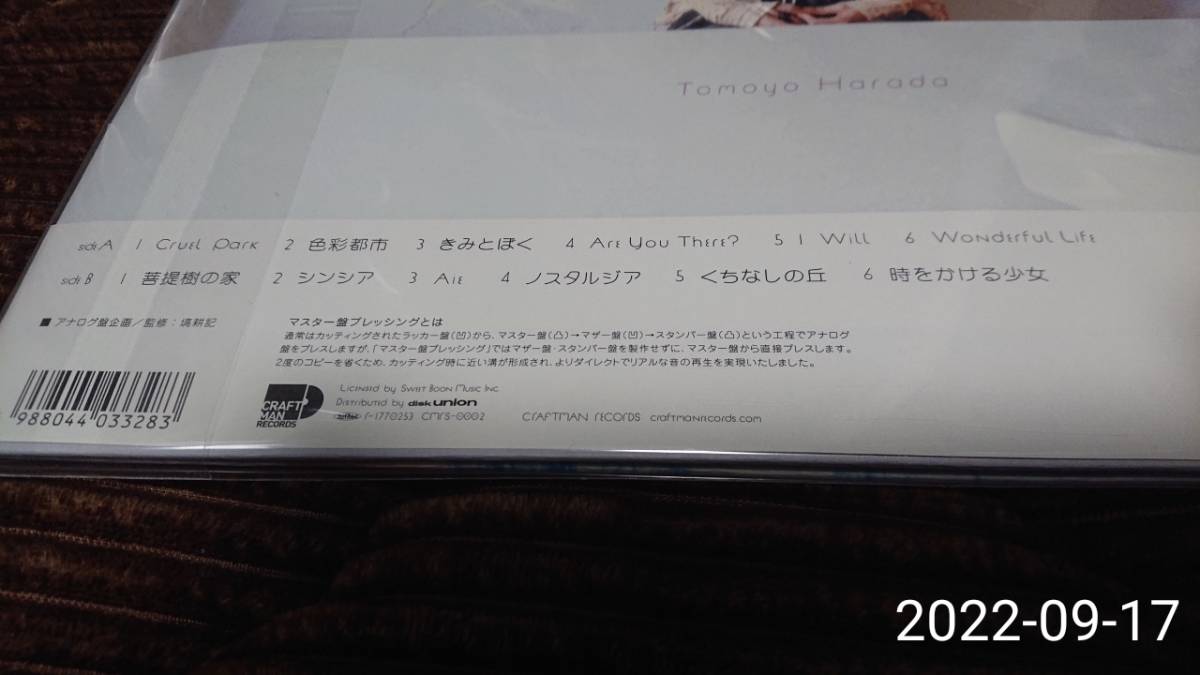 Tomoyo Harada
side A 1 Cruel Park 2 色彩都市 3 きみとぼく 4 Are You There? 5 I Will 6 Wonderful Life
side B 1 菩提樹の家 2 シンシア 3 Aie 4 ノスタルジア 5 くちなしの丘 6 時をかける少女
■ アナログ盤企画／監修：塙耕記
マスター盤プレッシングとは
通常はカッティングされたラッカー盤（凹）から、マスター盤（凸）→マザー盤（凹）→スタンパー盤（凸）という工程でアナログ
盤をプレスしますが、「マスター盤プレッシング」ではマザー盤・スタンパー盤を製作せずに、マスター盤から直接プレスします。
2度のコピーを省くため、カッティング時に近い溝が形成され、よりダイレクトでリアルな音の再生を実現いたしました。
988044 033283
CRAFT MAN RECORDS
Licensed by Sweet Boon Music Inc.
Distributed by disk union
r-1770253 CMRS-0002 CRAFTMAN RECORDS craftmanrecords.com
2022-09-17